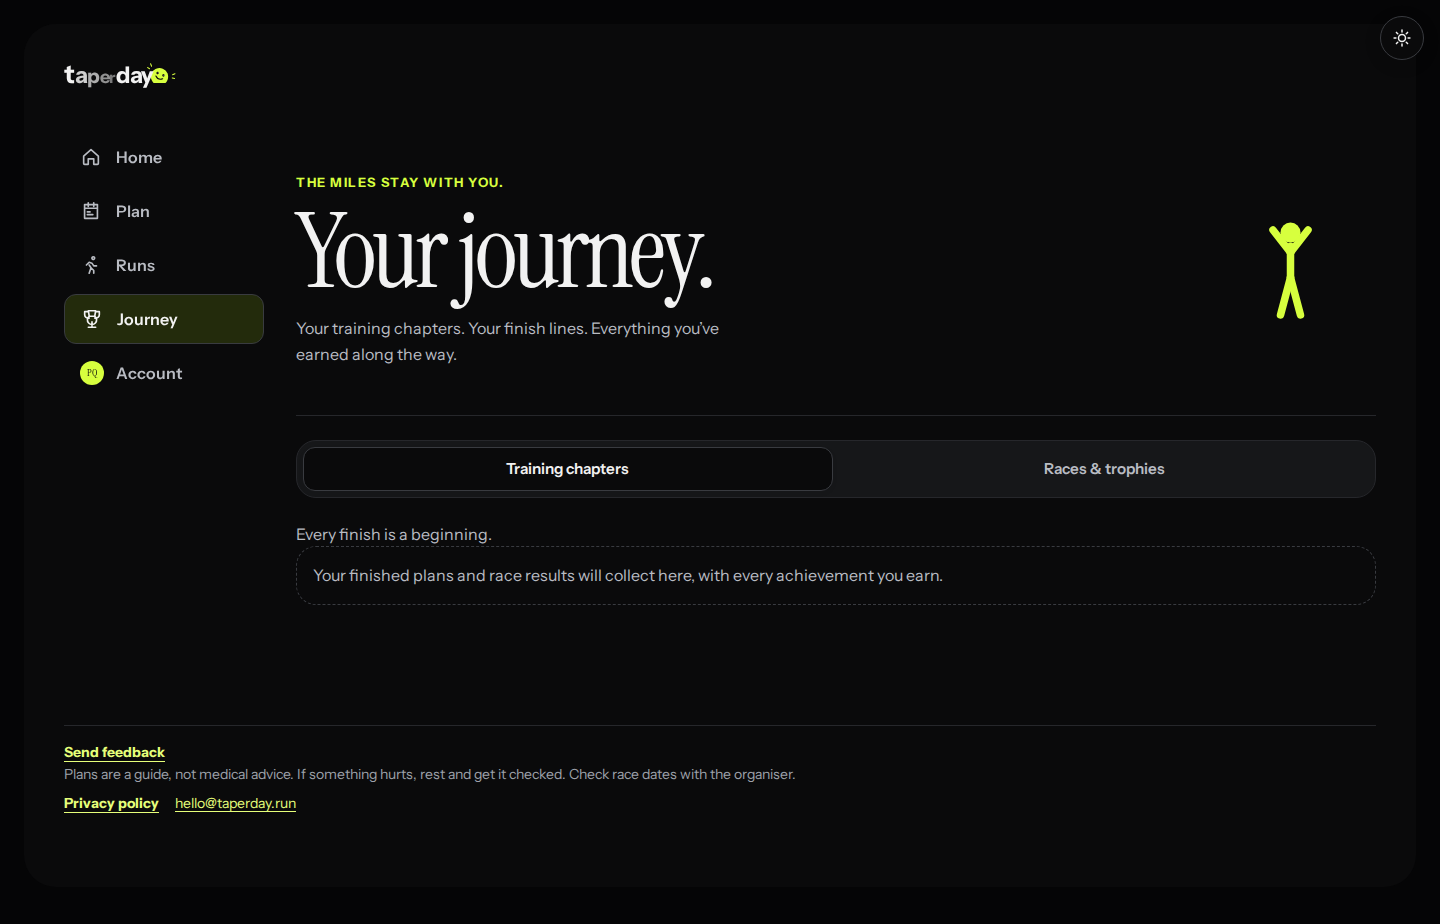 taperday
Home
Plan
Runs
Journey
PQ
Account
THE MILES STAY WITH YOU.
Your journey.
Your training chapters. Your finish lines. Everything you've
earned along the way.
Training chapters
Races & trophies
Every finish is a beginning.
Your finished plans and race results will collect here, with every achievement you earn.
Send feedback
Plans are a guide, not medical advice. If something hurts, rest and get it checked. Check race dates with the organiser.
Privacy policy
hello@taperday.run